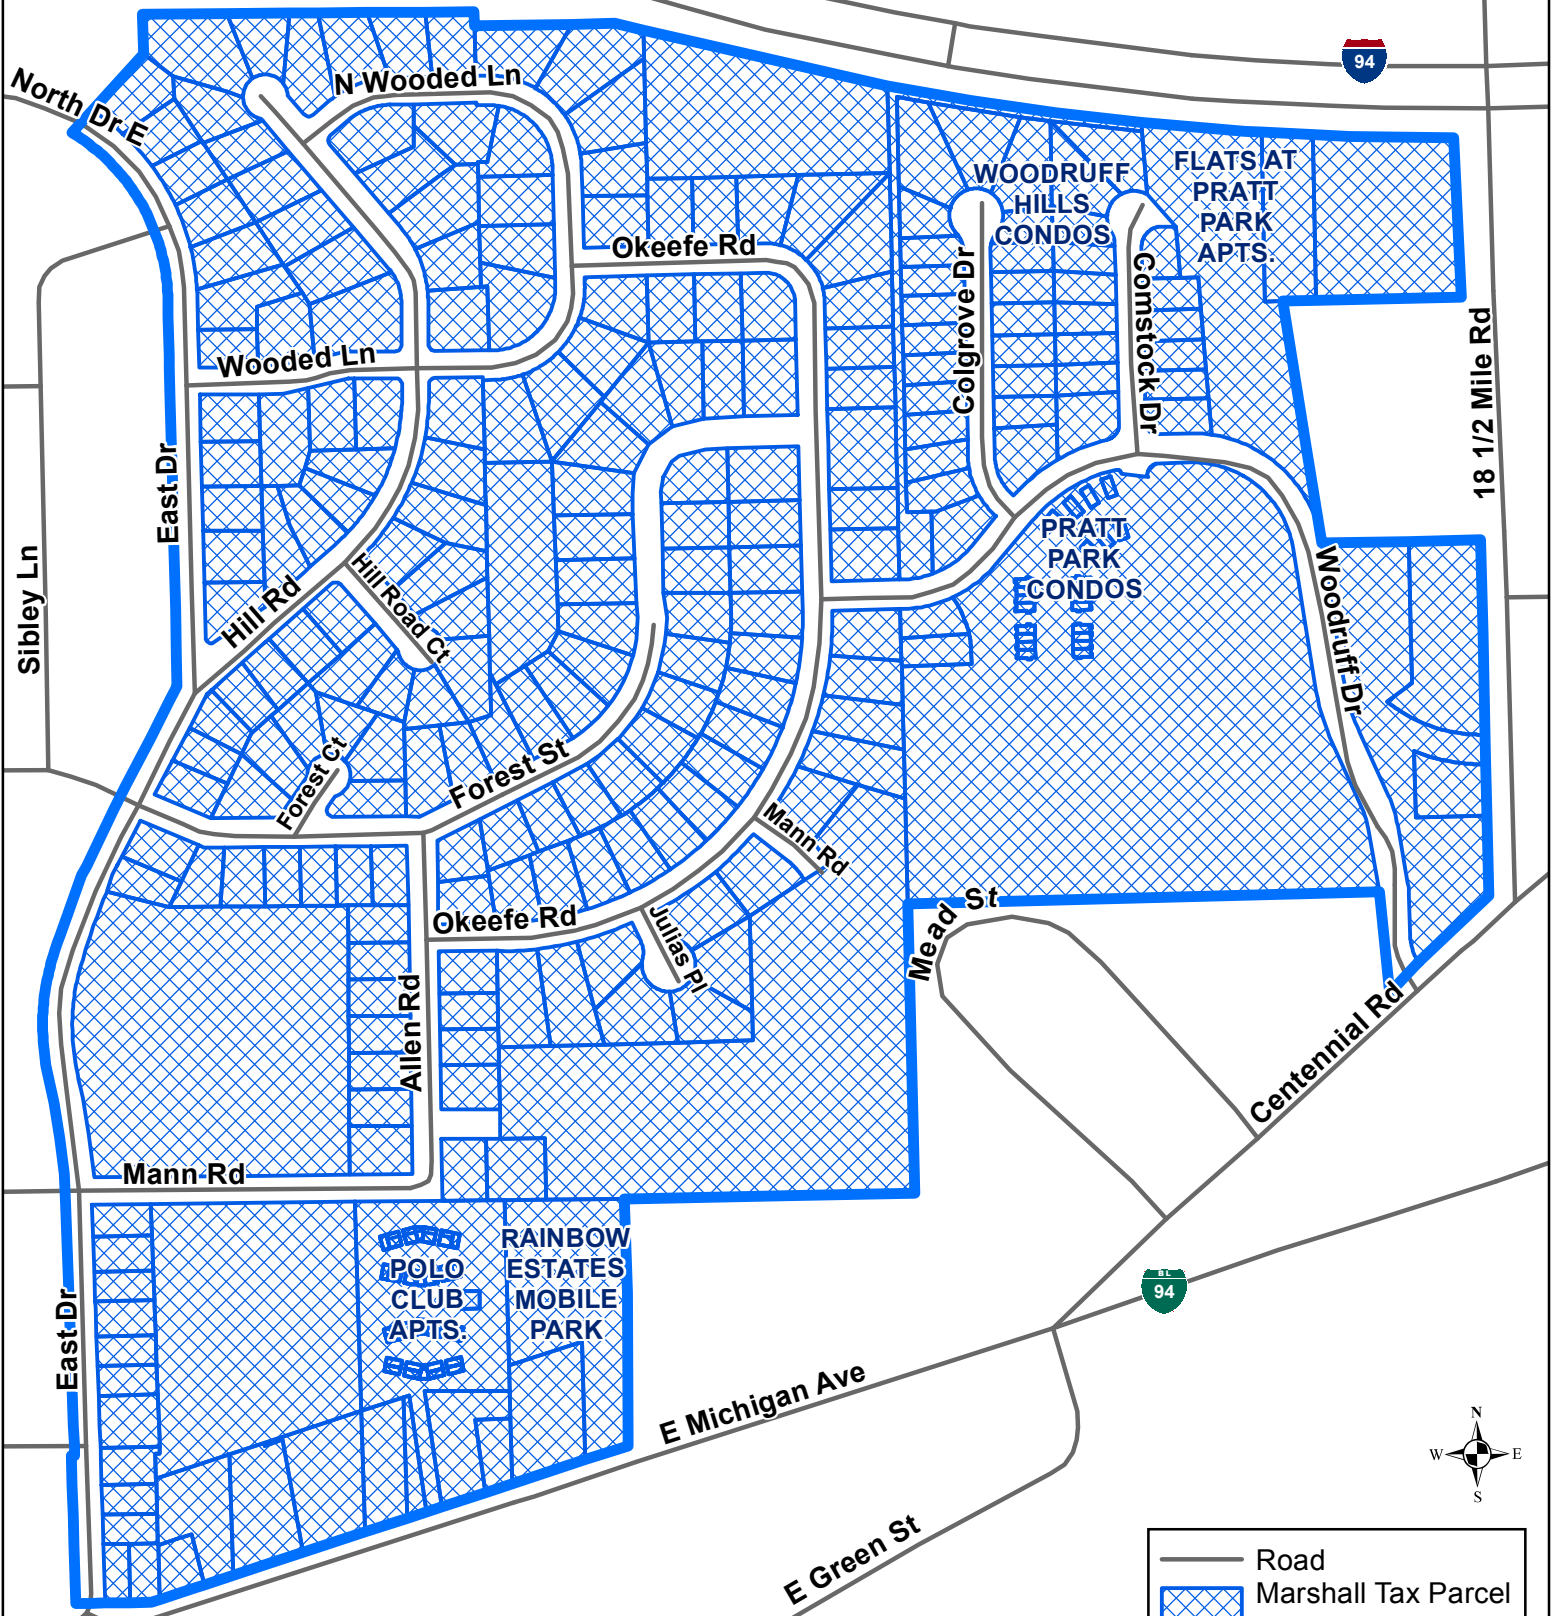 94
N Wooded Ln
North Dr E
FLATS AT
PRATT
PARK
APTS.
WOODRUFF
HILLS
CONDOS
Okeefe Rd
Colgrove Dr
Comstock Dr
18 1/2 Mile Rd
Wooded Ln
East Dr
Sibley Ln
Hill Rd
Hill Road Ct
PRATT
PARK
CONDOS
Woodruff Dr
Forest Ct
Forest St
Mann Rd
Okeefe Rd
Julias Pl
Mead St
Allen Rd
Centennial Rd
Mann Rd
POLO
CLUB
APTS.
RAINBOW
ESTATES
MOBILE
PARK
BL
94
East Dr
E Michigan Ave
E Green St
N
W E
S
Road
Marshall Tax Parcel